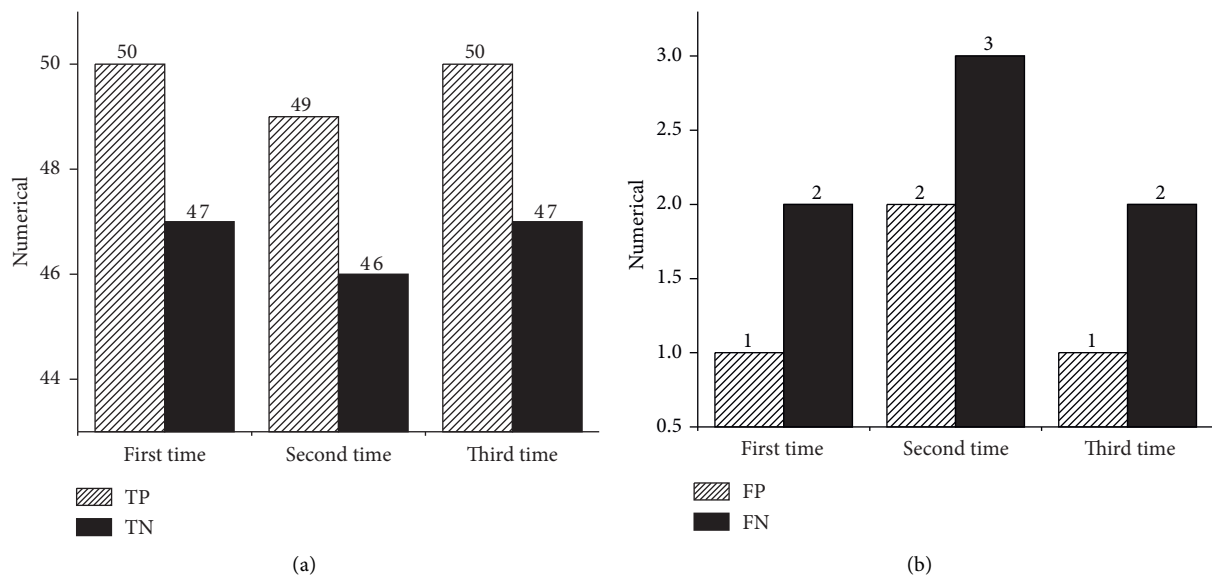 50
50
50
49
48
47
47
46
46
44
Numerical
First time
Second time
Third time
TP
TN
(a)
3
3.0
2.5
2
2
2
2.0
1.5
1
1
1.0
0.5
Numerical
First time
Second time
Third time
FP
FN
(b)